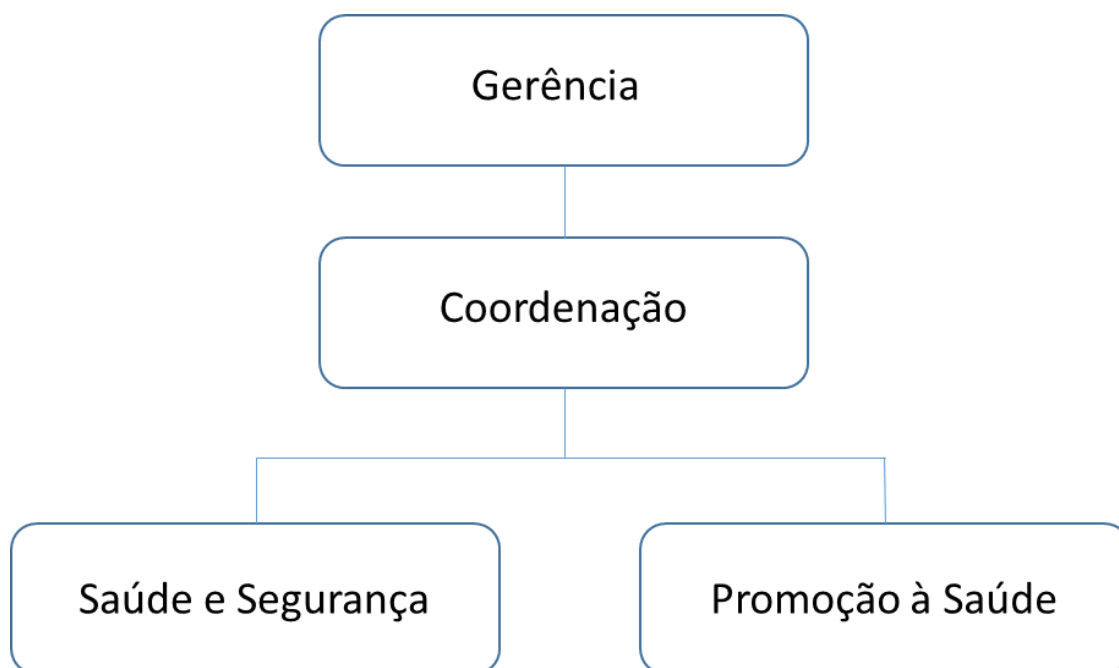 Gerência
Coordenação
Saúde e Segurança
Promoção à Saúde